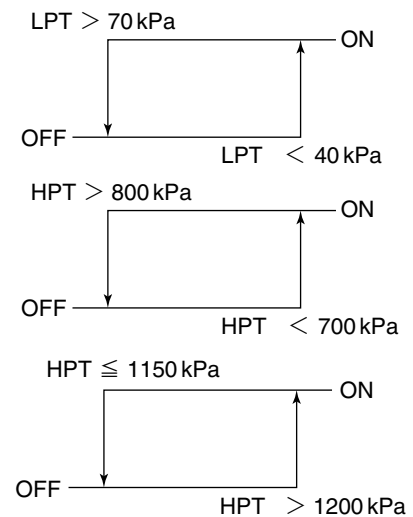 LPT > 70 kPa
ON
OFF
LPT < 40 kPa
HPT > 800 kPa
ON
OFF
HPT < 700 kPa
HPT ≦ 1150 kPa
ON
OFF
HPT > 1200 kPa